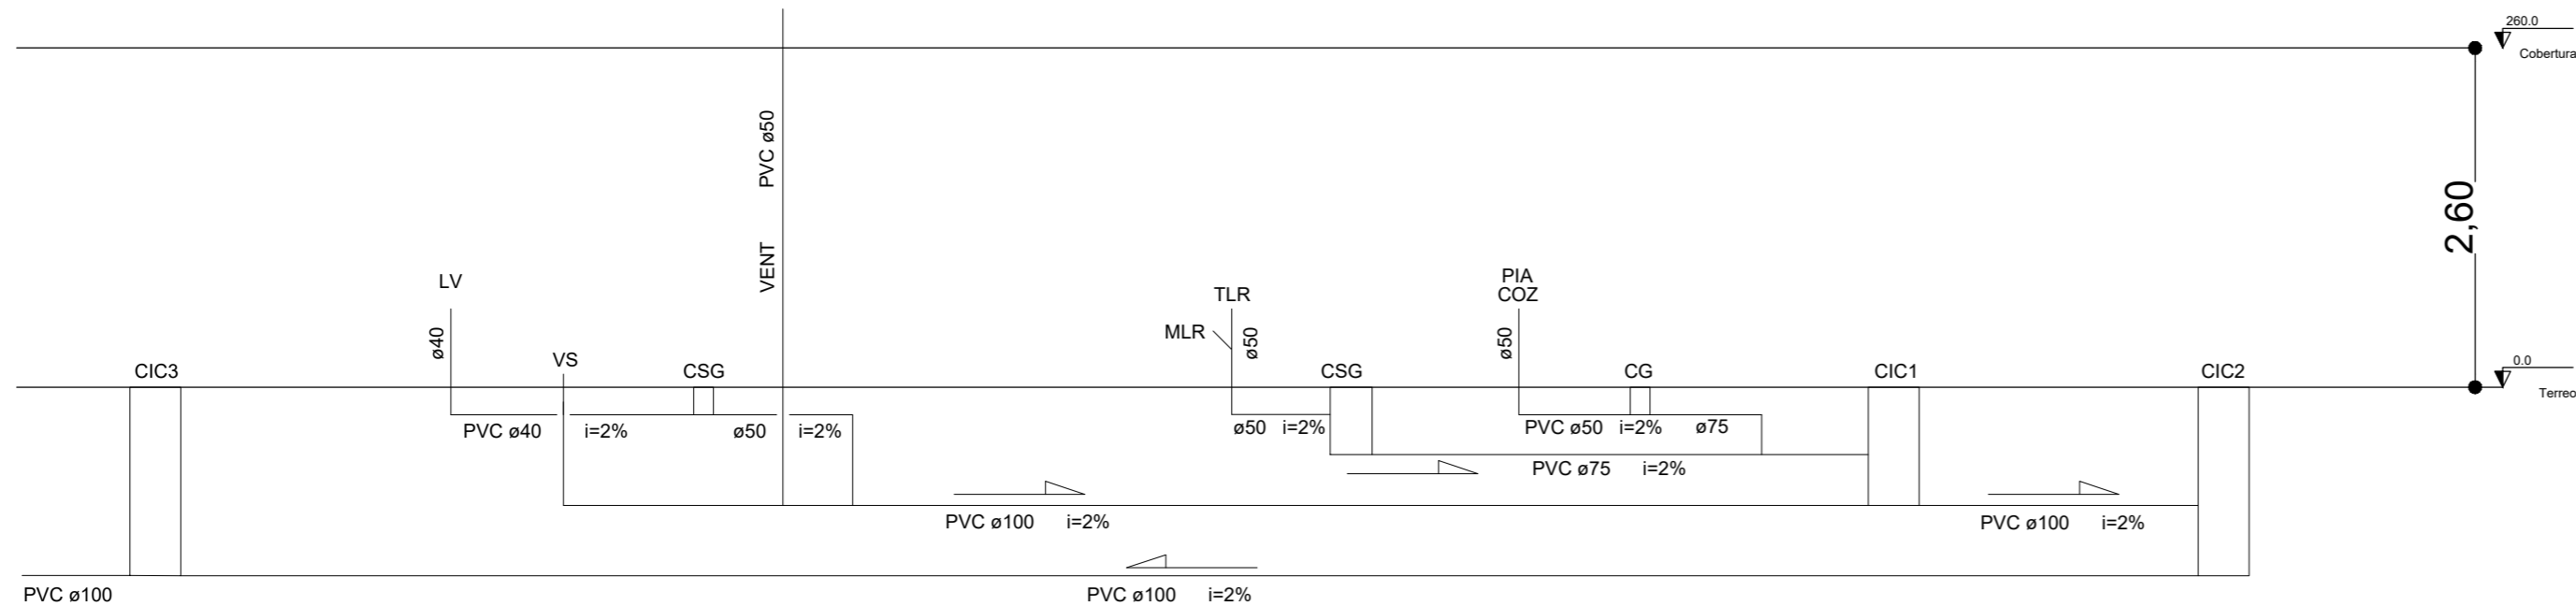 260.0
Cobertura
PVC ø50
VENT
2,60
LV
ø40
VS
CIC3
CSG
TLR
MLR
ø50
PIA
COZ
ø50
CSG
CG
CIC1
CIC2
0.0
Terreo
PVC ø40 i=2% ø50 i=2%
ø50 i=2%
PVC ø50 i=2% ø75
PVC ø75 i=2%
PVC ø100 i=2%
PVC ø100 i=2%
PVC ø100
PVC ø100 i=2%